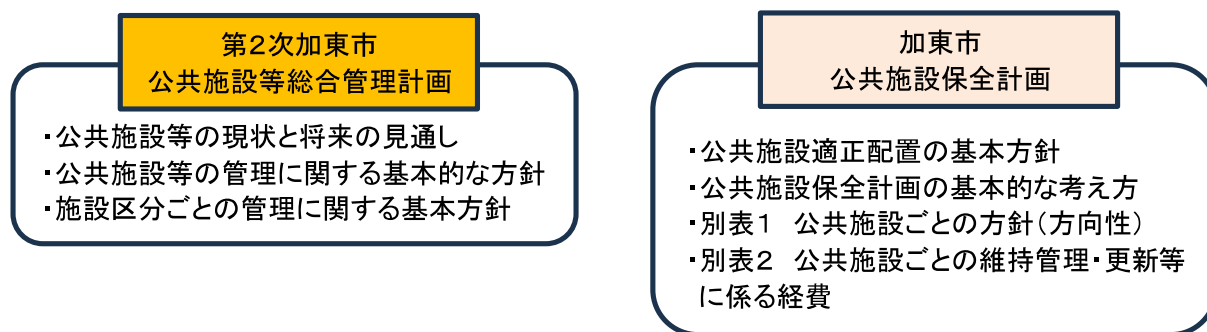 第２次加東市
公共施設等総合管理計画
・公共施設等の現状と将来の見通し
・公共施設等の管理に関する基本的な方針
・施設区分ごとの管理に関する基本方針
加東市
公共施設保全計画
・公共施設適正配置の基本方針
・公共施設保全計画の基本的な考え方
・別表１　公共施設ごとの方針（方向性）
・別表２　公共施設ごとの維持管理・更新等
に係る経費